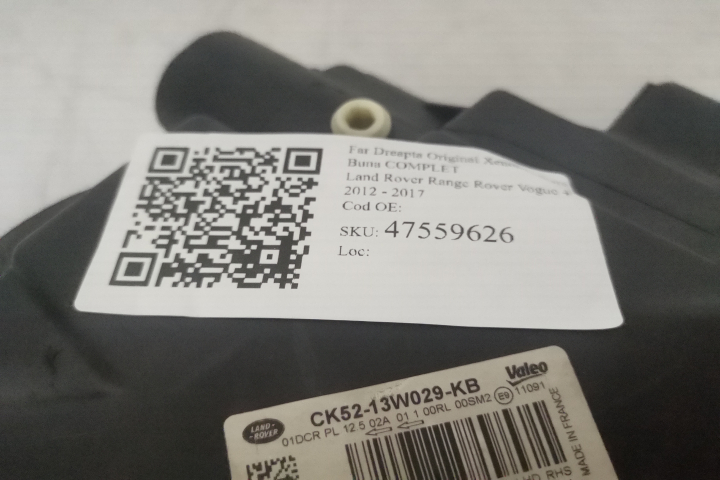 Far Dreapta Original Xenon
Buna COMPLET
Land Rover Range Rover Vogue 4
2012 - 2017
Cod OE:
SKU: 47559626
Loc:
LAND-
-ROVER
CK52-13W029-KB
Valeo
01DCR PL 12.5 02A 01 1 00RL 00SM2 E9 11091
MADE IN FRANCE
HD RHS